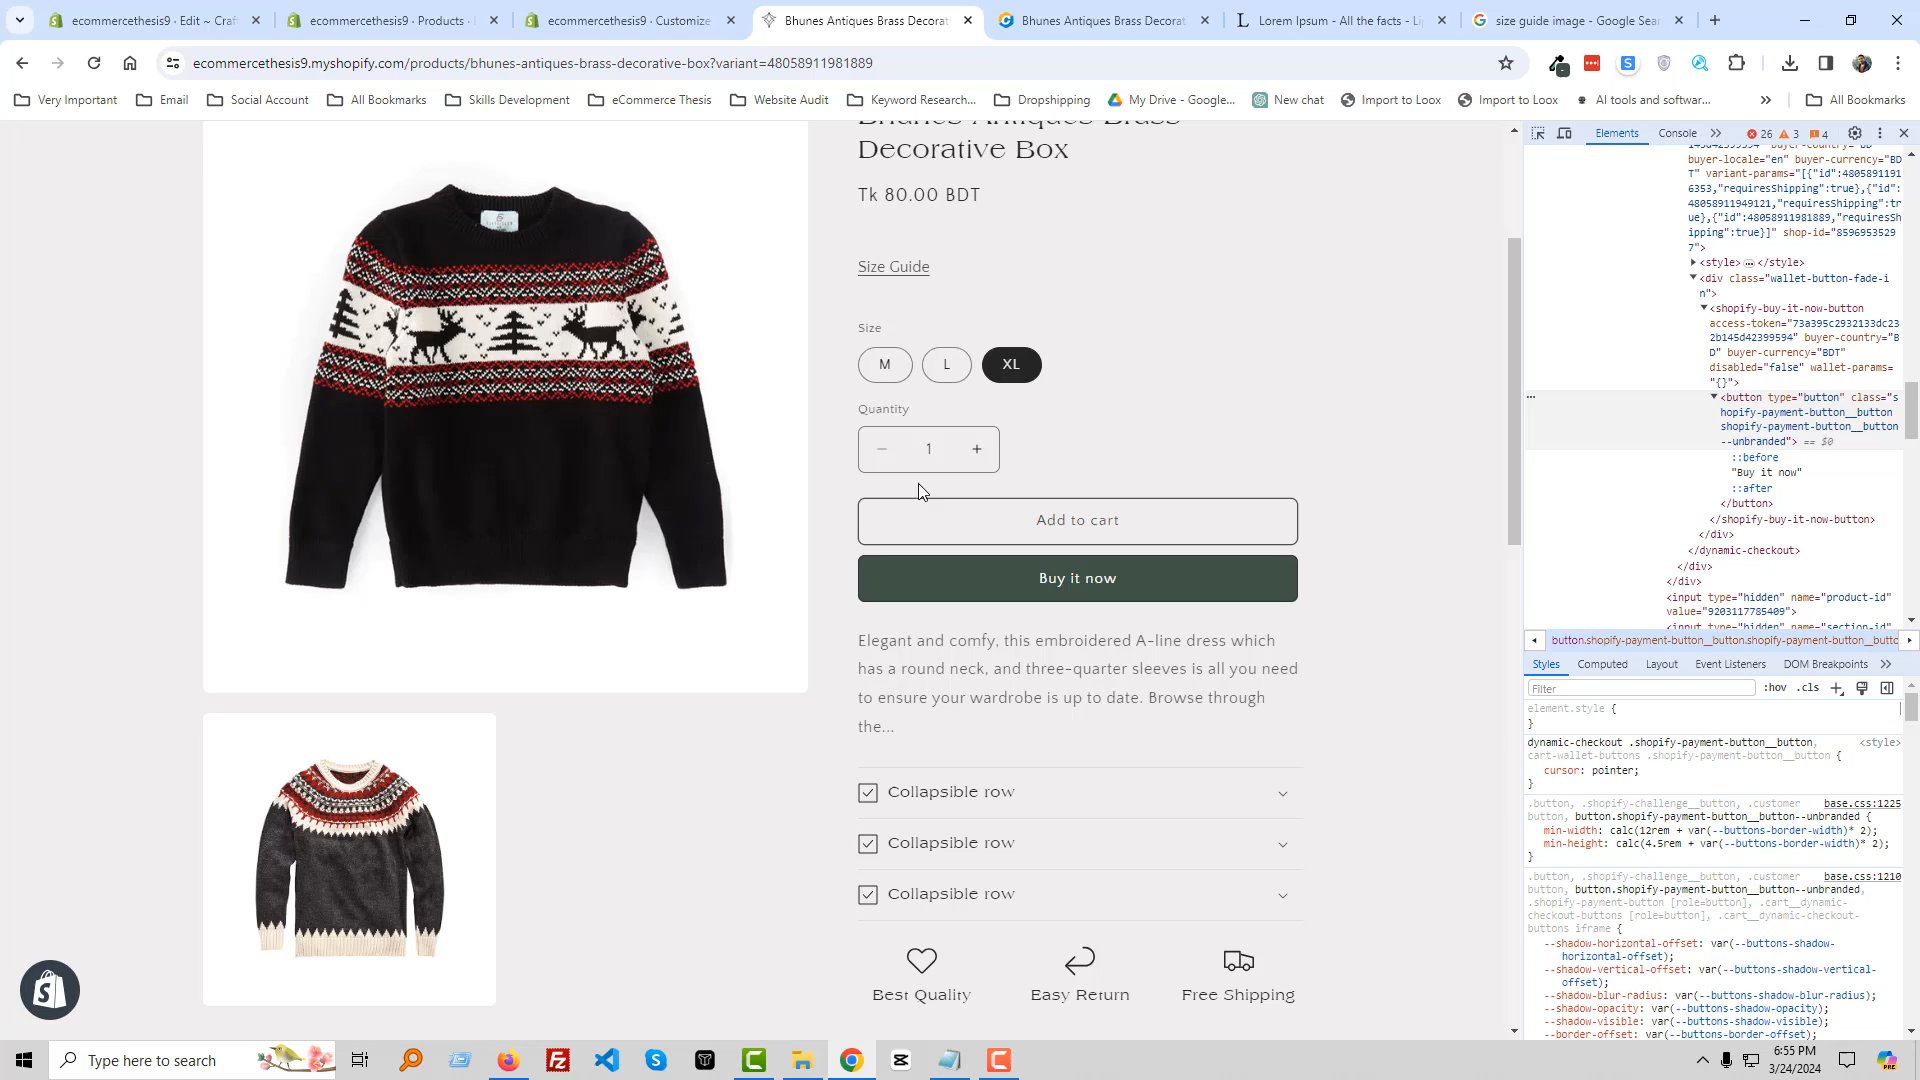 ecommercethesis9 · Edit ~ Craf
ecommercethesis9 · Products ·
ecommercethesis9 · Customize
Bhunes Antiques Brass Decorat
Bhunes Antiques Brass Decorat
Lorem Ipsum - All the facts - Li
size guide image - Google Sea
ecommercethesis9.myshopify.com/products/bhunes-antiques-brass-decorative-box?variant=48058911981889
Very Important
Email
Social Account
All Bookmarks
Skills Development
eCommerce Thesis
Website Audit
Keyword Research...
Dropshipping
My Drive - Google...
New chat
Import to Loox
Import to Loox
AI tools and softwar...
»
All Bookmarks
Bhunes Antiques Brass
Decorative Box
Tk 80.00 BDT
Size Guide
Size
M
L
XL
Quantity
− 1 +
Add to cart
Buy it now
Elegant and comfy, this embroidered A-line dress which
has a round neck, and three-quarter sleeves is all you need
to ensure your wardrobe is up to date. Browse through
the...
Collapsible row
Collapsible row
Collapsible row
Best Quality
Easy Return
Free Shipping
Elements
Console
»
26
3
4
buyer-locale="en" buyer-currency="BD
T" variant-params="[{"id":4805891191
6353,"requiresShipping":true},{"id":
48058911949121,"requiresShipping":tr
ue},{"id":48058911981889,"requiresSh
ipping":true}]" shop-id="8596953529
7">
<style> … </style>
<div class="wallet-button-fade-i
n">
<shopify-buy-it-now-button
access-token="73a395c2932133dc23
2b145d42399594" buyer-country="B
D" buyer-currency="BDT"
disabled="false" wallet-params=
"{}">
<button type="button" class="s
hopify-payment-button__button
shopify-payment-button__button
--unbranded"> == $0
::before
"Buy it now"
::after
</button>
</shopify-buy-it-now-button>
</div>
</dynamic-checkout>
</div>
</div>
<input type="hidden" name="product-id"
value="9203117785409">
<input type="hidden" name="section-id"
button.shopify-payment-button__button.shopify-payment-button__butto
Styles
Computed
Layout
Event Listeners
DOM Breakpoints
»
Filter
:hov
.cls
element.style {
}
dynamic-checkout .shopify-payment-button__button, <style>
cart-wallet-buttons .shopify-payment-button__button {
cursor: pointer;
}
.button, .shopify-challenge__button, .customer base.css:1225
button, button.shopify-payment-button__button--unbranded {
min-width: calc(12rem + var(--buttons-border-width)* 2);
min-height: calc(4.5rem + var(--buttons-border-width)* 2);
}
.button, .shopify-challenge__button, .customer base.css:1210
button, button.shopify-payment-button__button--unbranded,
.shopify-payment-button [role=button], .cart__dynamic-
checkout-buttons [role=button], .cart__dynamic-checkout-
buttons iframe {
--shadow-horizontal-offset: var(--buttons-shadow-
horizontal-offset);
--shadow-vertical-offset: var(--buttons-shadow-vertical-
offset);
--shadow-blur-radius: var(--buttons-shadow-blur-radius);
--shadow-opacity: var(--buttons-shadow-opacity);
--shadow-visible: var(--buttons-shadow-visible);
--border-offset: var(--buttons-border-offset);
Type here to search
6:55 PM
3/24/2024